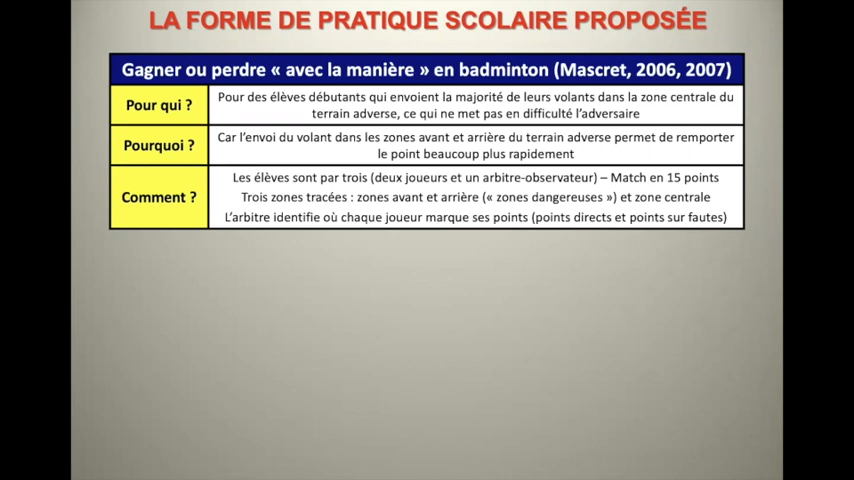 LA FORME DE PRATIQUE SCOLAIRE PROPOSÉE
Gagner ou perdre « avec la manière » en badminton (Mascret, 2006, 2007)
Pour qui ?
Pour des élèves débutants qui envoient la majorité de leurs volants dans la zone centrale du
terrain adverse, ce qui ne met pas en difficulté l'adversaire
Pourquoi ?
Car l'envoi du volant dans les zones avant et arrière du terrain adverse permet de remporter
le point beaucoup plus rapidement
Comment ?
Les élèves sont par trois (deux joueurs et un arbitre-observateur) – Match en 15 points
Trois zones tracées : zones avant et arrière (« zones dangereuses ») et zone centrale
L'arbitre identifie où chaque joueur marque ses points (points directs et points sur fautes)